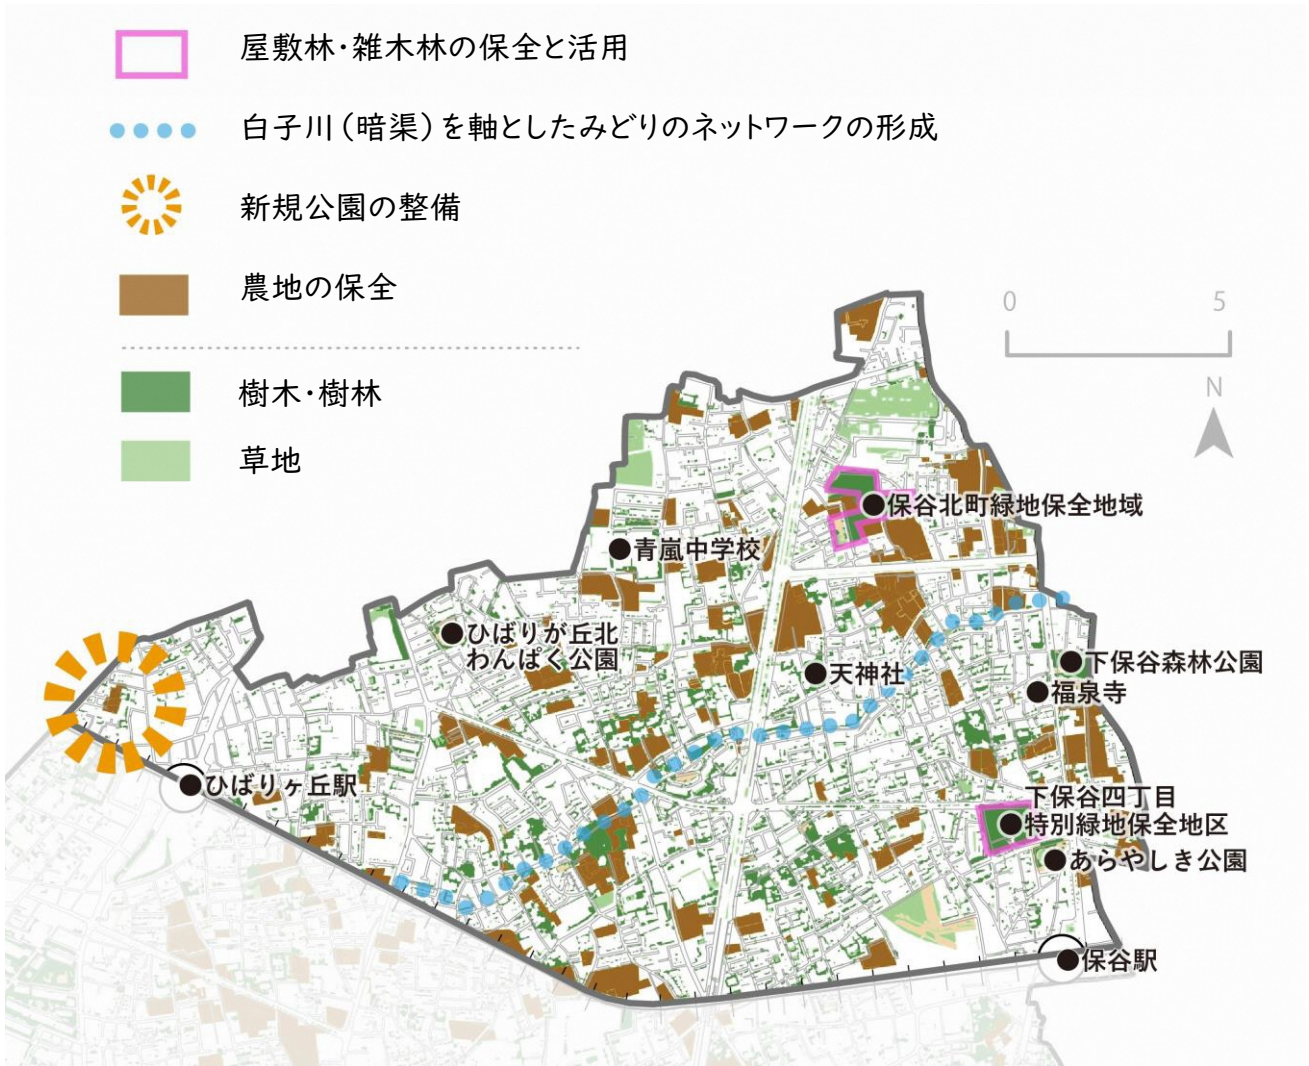 屋敷林・雑木林の保全と活用
白子川（暗渠）を軸としたみどりのネットワークの形成
新規公園の整備
農地の保全
樹木・樹林
草地
0 5
N
保谷北町緑地保全地域
青嵐中学校
ひばりが丘北
わんぱく公園
天神社
下保谷森林公園
福泉寺
ひばりヶ丘駅
下保谷四丁目
特別緑地保全地区
あらやしき公園
保谷駅